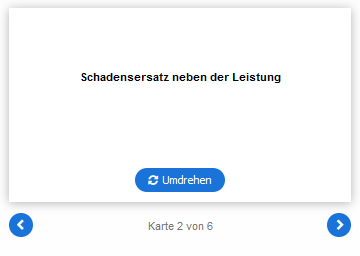 Schadensersatz neben der Leistung
Umdrehen
Karte 2 von 6